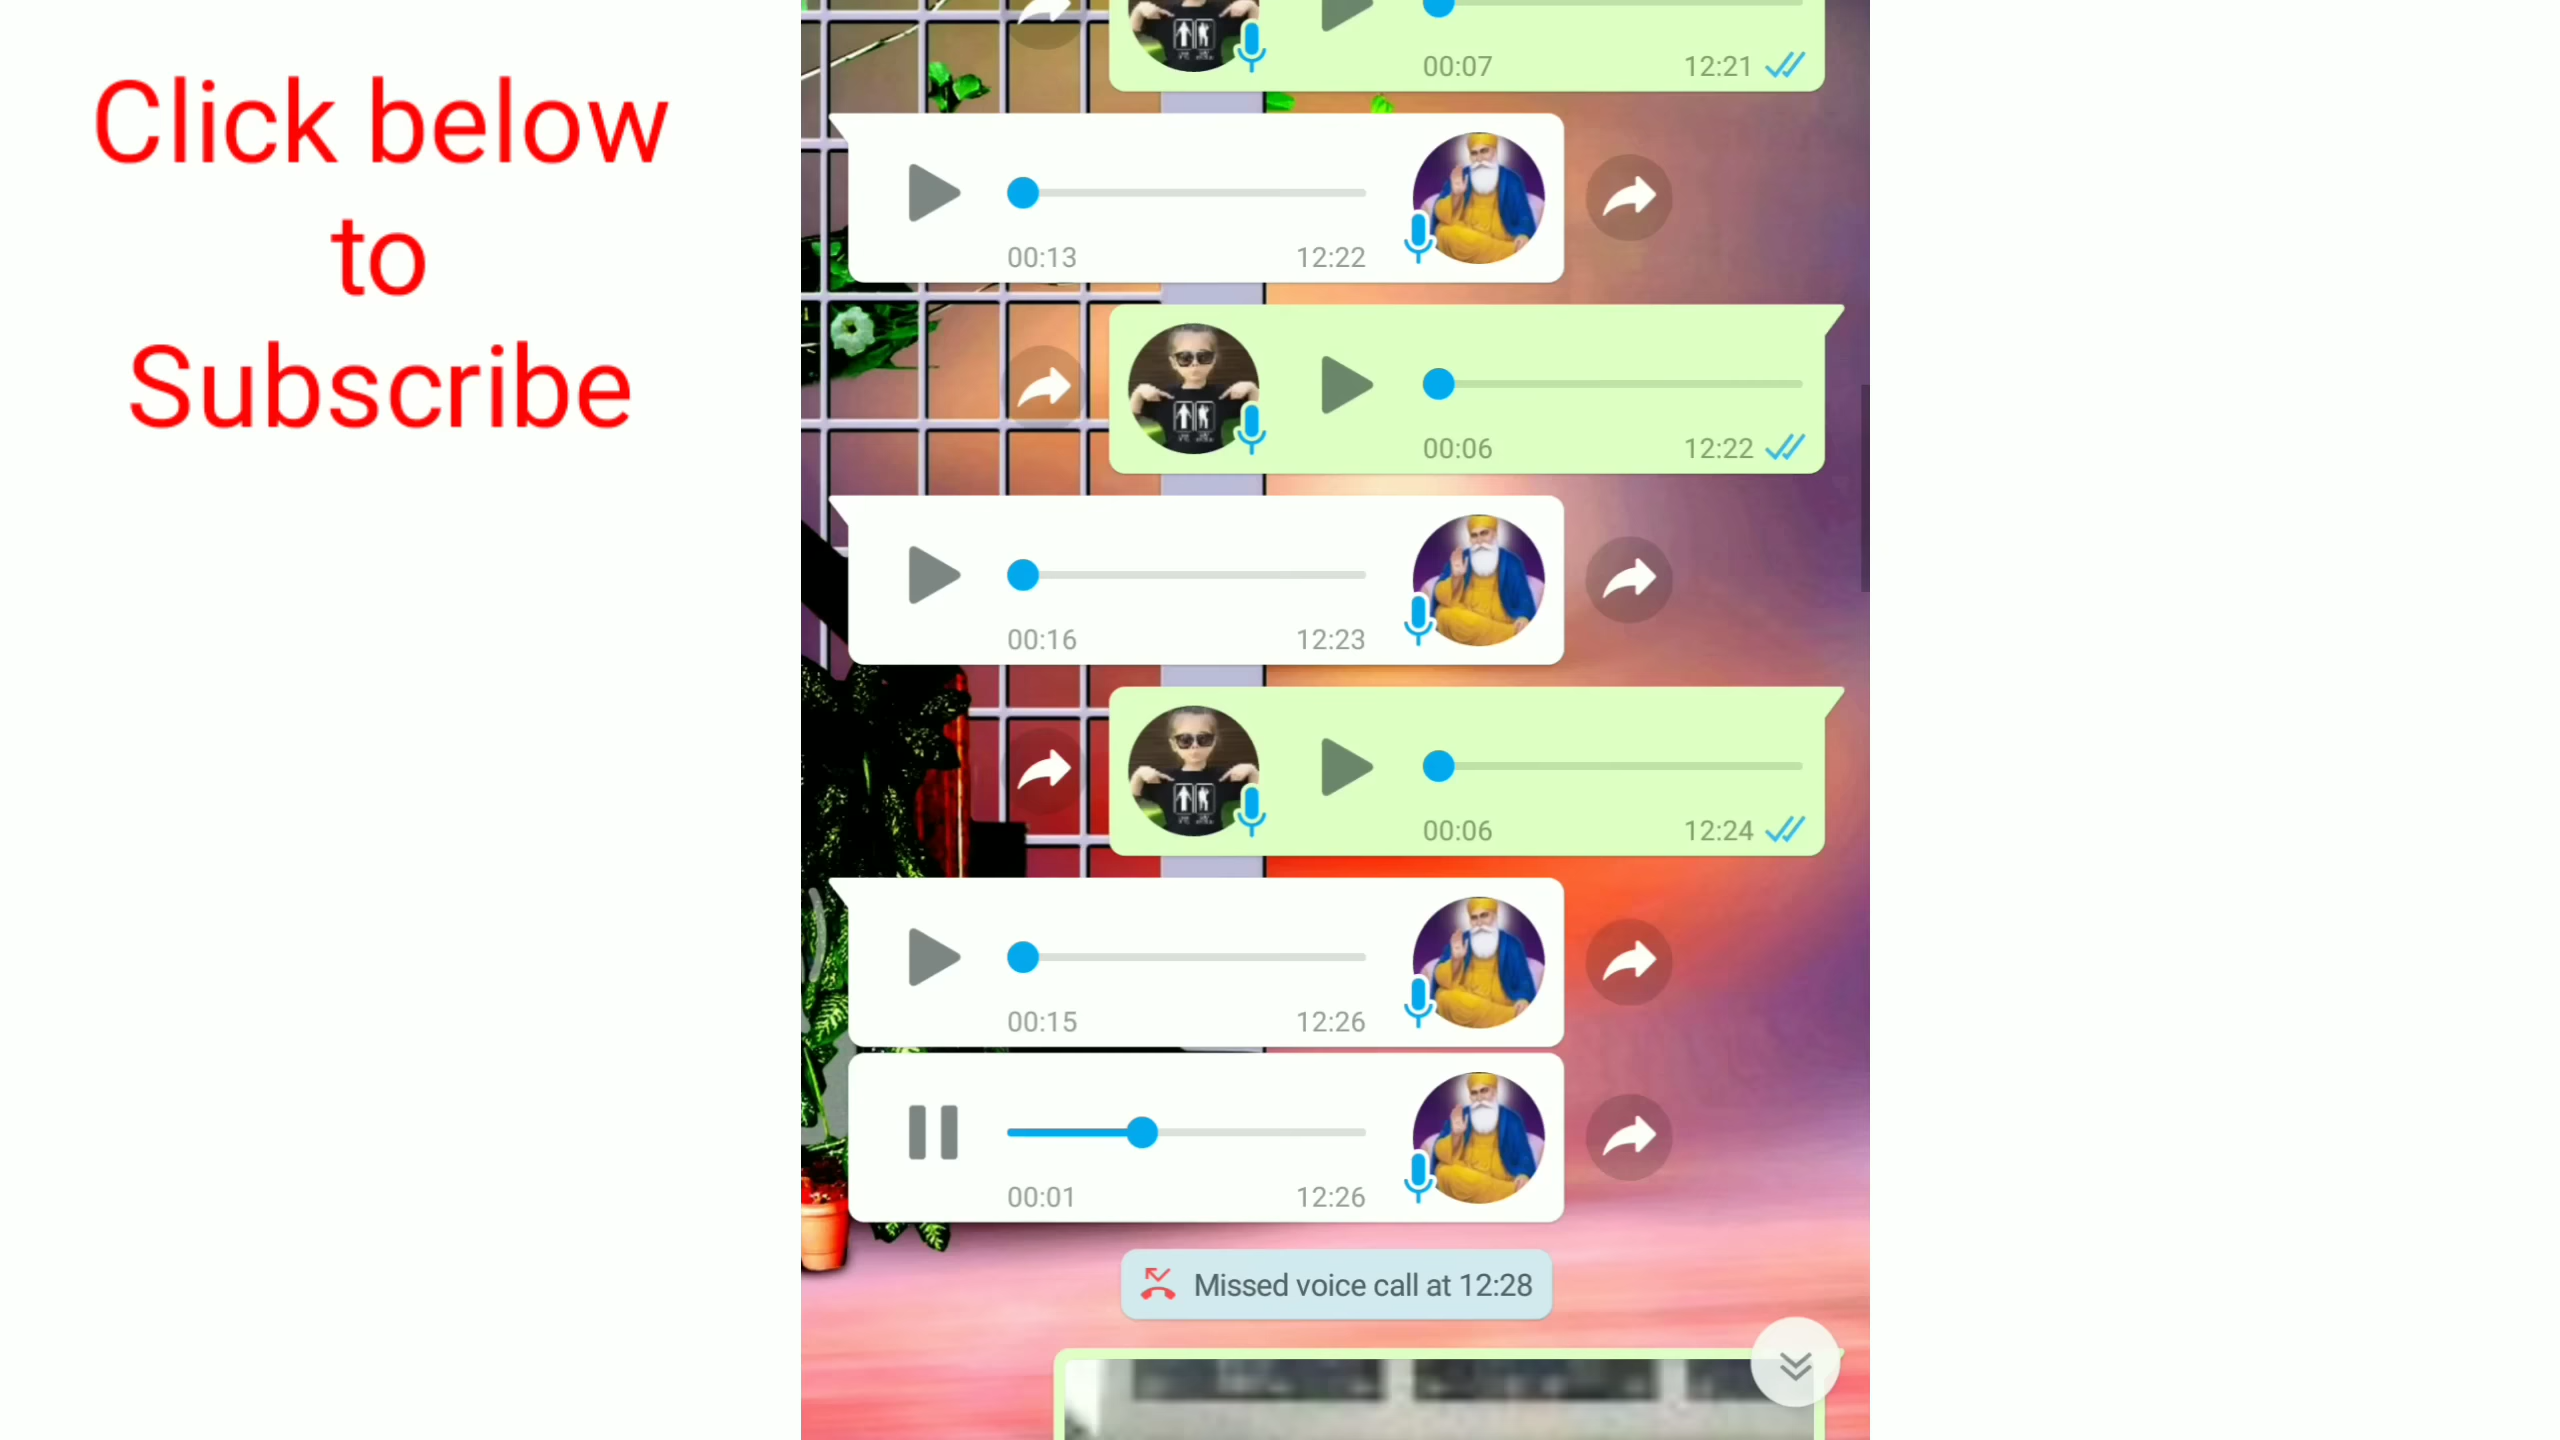 Click below
to
Subscribe
00:07 12:21
00:13 12:22
00:06 12:22
00:16 12:23
00:06 12:24
00:15 12:26
00:01 12:26
Missed voice call at 12:28